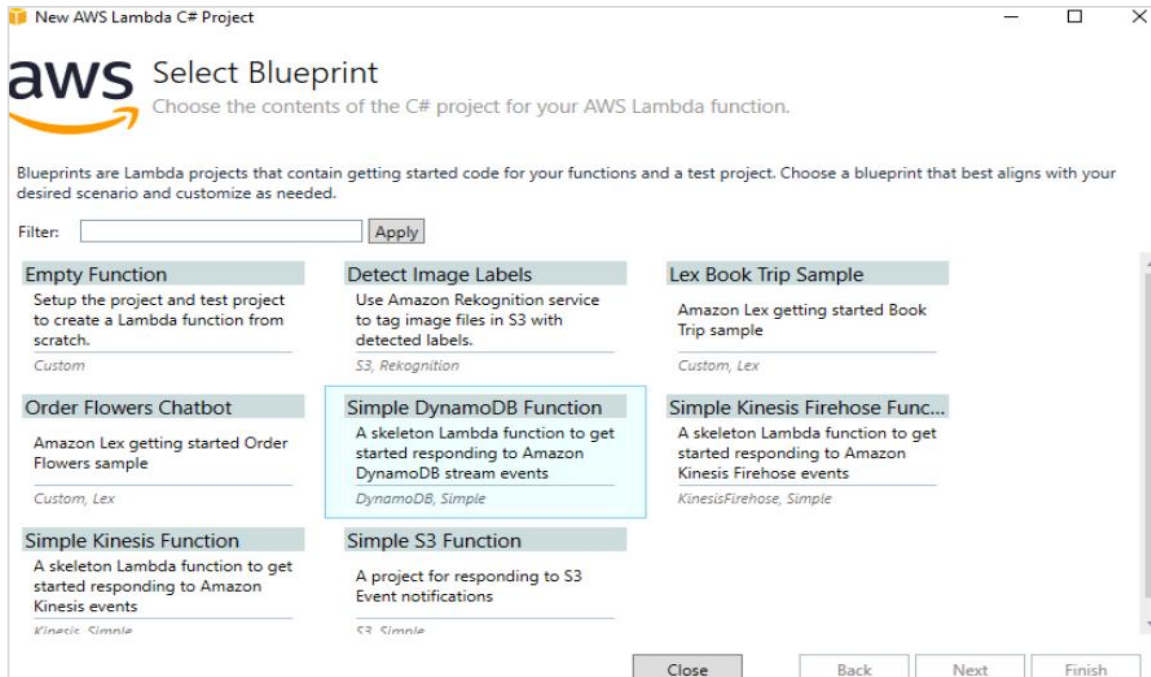 New AWS Lambda C# Project
aws
Select Blueprint
Choose the contents of the C# project for your AWS Lambda function.
Blueprints are Lambda projects that contain getting started code for your functions and a test project. Choose a blueprint that best aligns with your
desired scenario and customize as needed.
Filter:
Apply
Empty Function
Setup the project and test project
to create a Lambda function from
scratch.
Custom
Detect Image Labels
Use Amazon Rekognition service
to tag image files in S3 with
detected labels.
S3, Rekognition
Lex Book Trip Sample
Amazon Lex getting started Book
Trip sample
Custom, Lex
Order Flowers Chatbot
Amazon Lex getting started Order
Flowers sample
Custom, Lex
Simple DynamoDB Function
A skeleton Lambda function to get
started responding to Amazon
DynamoDB stream events
DynamoDB, Simple
Simple Kinesis Firehose Func...
A skeleton Lambda function to get
started responding to Amazon
Kinesis Firehose events
KinesisFirehose, Simple
Simple Kinesis Function
A skeleton Lambda function to get
started responding to Amazon
Kinesis events
Kinesis, Simple
Simple S3 Function
A project for responding to S3
Event notifications
S3, Simple
Close
Back
Next
Finish